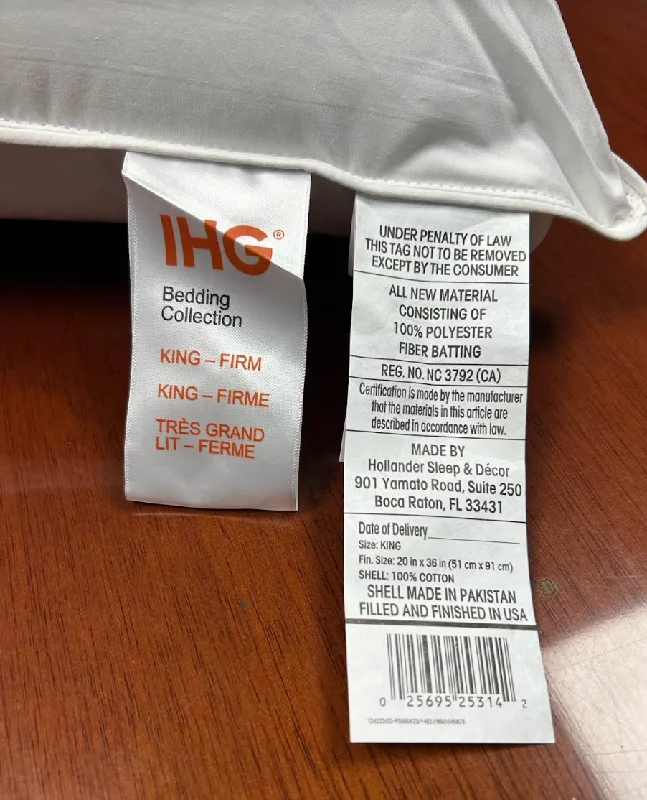 IHG®
Bedding
Collection
KING – FIRM
KING – FIRME
TRÈS GRAND
LIT – FERME
UNDER PENALTY OF LAW
THIS TAG NOT TO BE REMOVED
EXCEPT BY THE CONSUMER
ALL NEW MATERIAL
CONSISTING OF
100% POLYESTER
FIBER BATTING
REG. NO. NC 3792 (CA)
Certification is made by the manufacturer
that the materials in this article are
described in accordance with law.
MADE BY
Hollander Sleep & Décor
901 Yamato Road, Suite 250
Boca Raton, FL 33431
Date of Delivery
Size: KING
Fin. Size: 20 in x 36 in (51 cm x 91 cm)
SHELL: 100% COTTON
SHELL MADE IN PAKISTAN
FILLED AND FINISHED IN USA
0 25695 25314 2